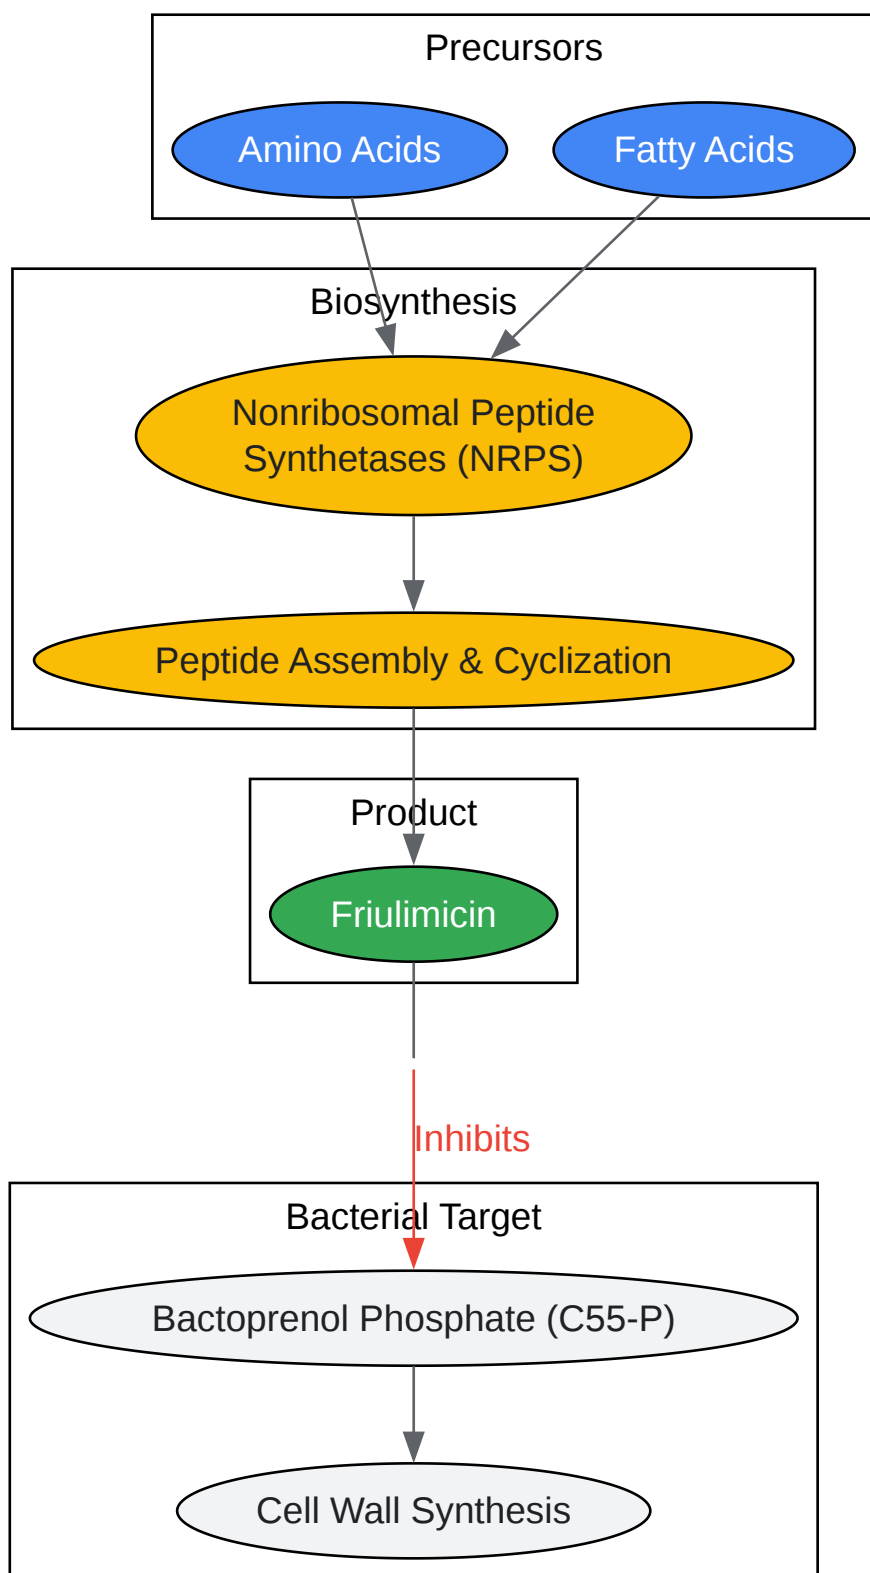 Precursors
Amino Acids
Fatty Acids
Biosynthesis
Nonribosomal Peptide
Synthetases (NRPS)
Peptide Assembly & Cyclization
Product
Friulimicin
Inhibits
Bacterial Target
Bactoprenol Phosphate (C55-P)
Cell Wall Synthesis